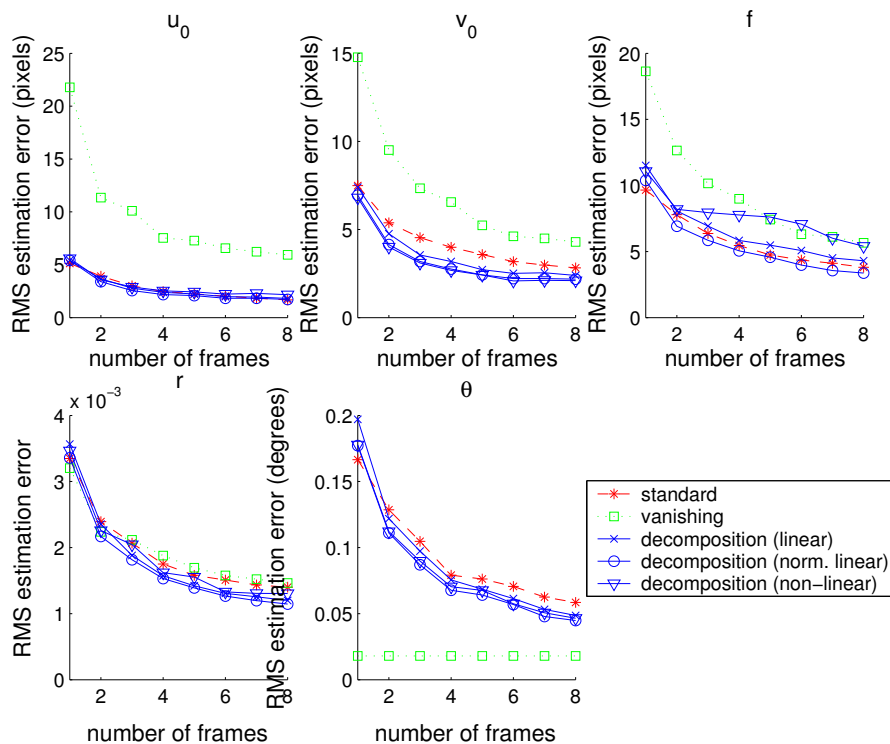 u0
RMS estimation error (pixels)
25
20
15
10
5
0
2 4 6 8
number of frames
v0
RMS estimation error (pixels)
15
10
5
0
2 4 6 8
number of frames
f
RMS estimation error (pixels)
20
15
10
5
0
2 4 6 8
number of frames
r
x 10^-3
RMS estimation error
4
3
2
1
0
2 4 6 8
number of frames
θ
RMS estimation error (degrees)
0.2
0.15
0.1
0.05
0
2 4 6 8
number of frames
standard
vanishing
decomposition (linear)
decomposition (norm. linear)
decomposition (non−linear)